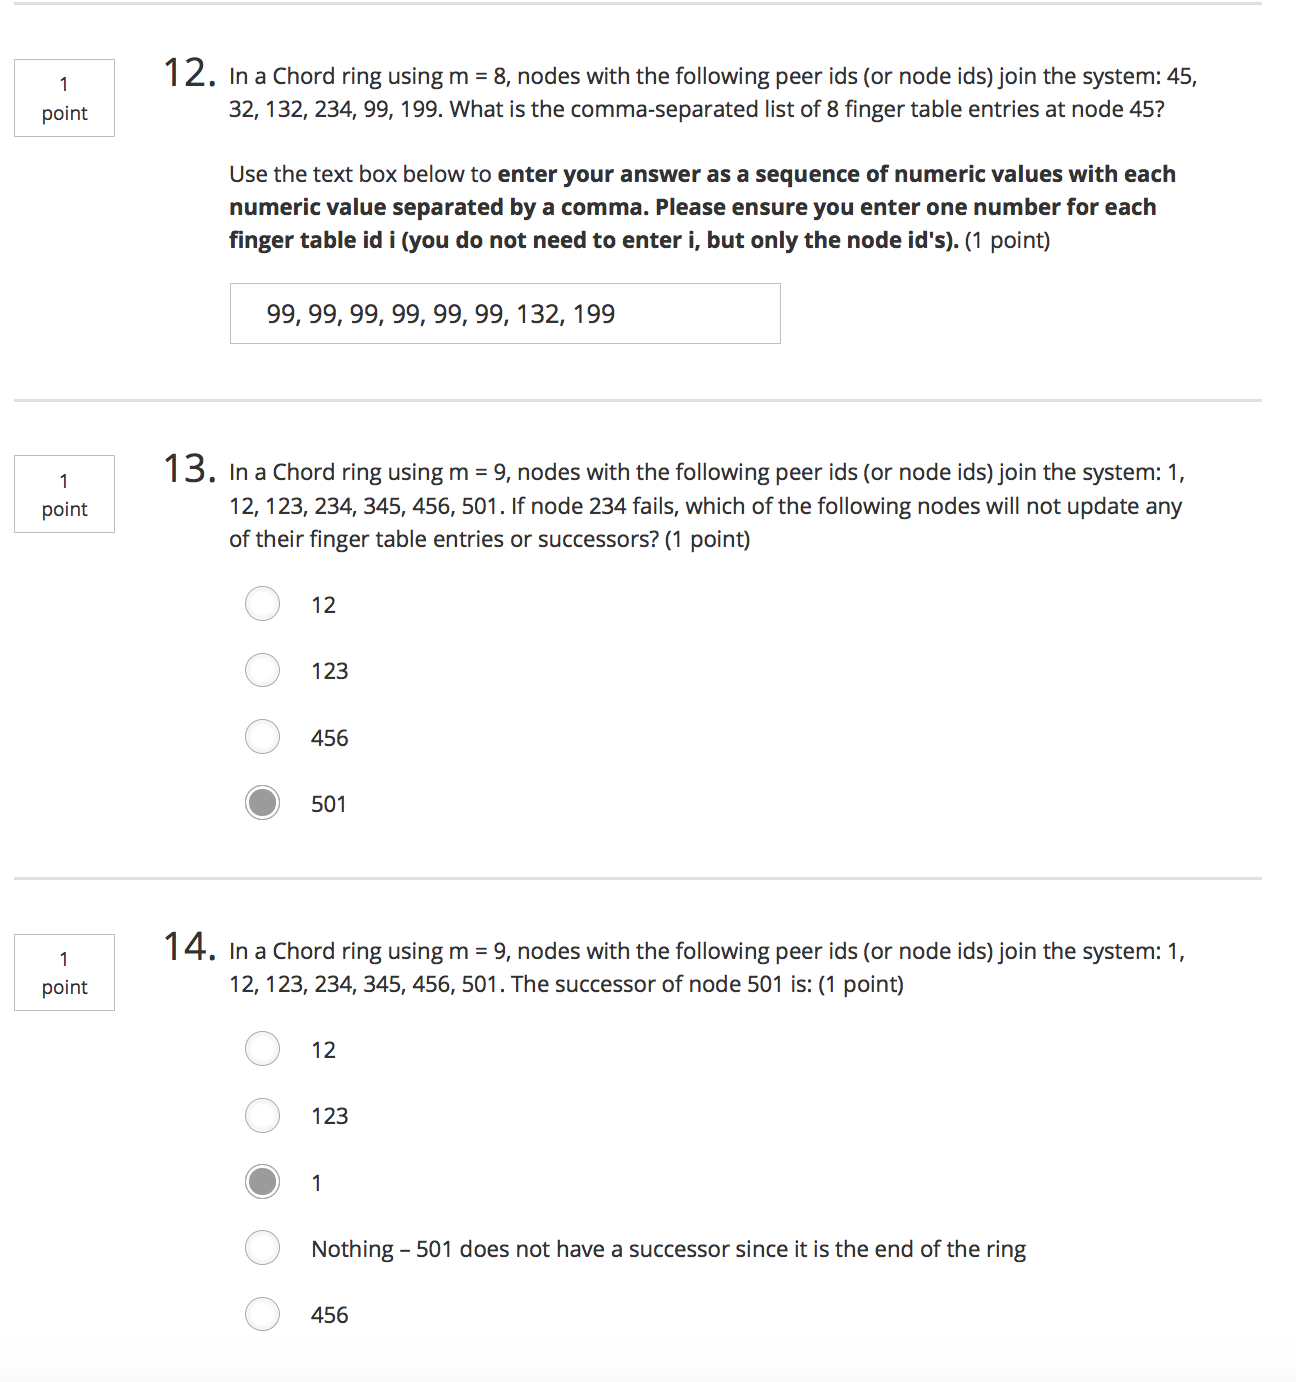 1
point
12. In a Chord ring using m = 8, nodes with the following peer ids (or node ids) join the system: 45,
32, 132, 234, 99, 199. What is the comma-separated list of 8 finger table entries at node 45?
Use the text box below to enter your answer as a sequence of numeric values with each
numeric value separated by a comma. Please ensure you enter one number for each
finger table id i (you do not need to enter i, but only the node id's). (1 point)
99, 99, 99, 99, 99, 99, 132, 199
1
point
13. In a Chord ring using m = 9, nodes with the following peer ids (or node ids) join the system: 1,
12, 123, 234, 345, 456, 501. If node 234 fails, which of the following nodes will not update any
of their finger table entries or successors? (1 point)
12
123
456
501
1
point
14. In a Chord ring using m = 9, nodes with the following peer ids (or node ids) join the system: 1,
12, 123, 234, 345, 456, 501. The successor of node 501 is: (1 point)
12
123
1
Nothing – 501 does not have a successor since it is the end of the ring
456